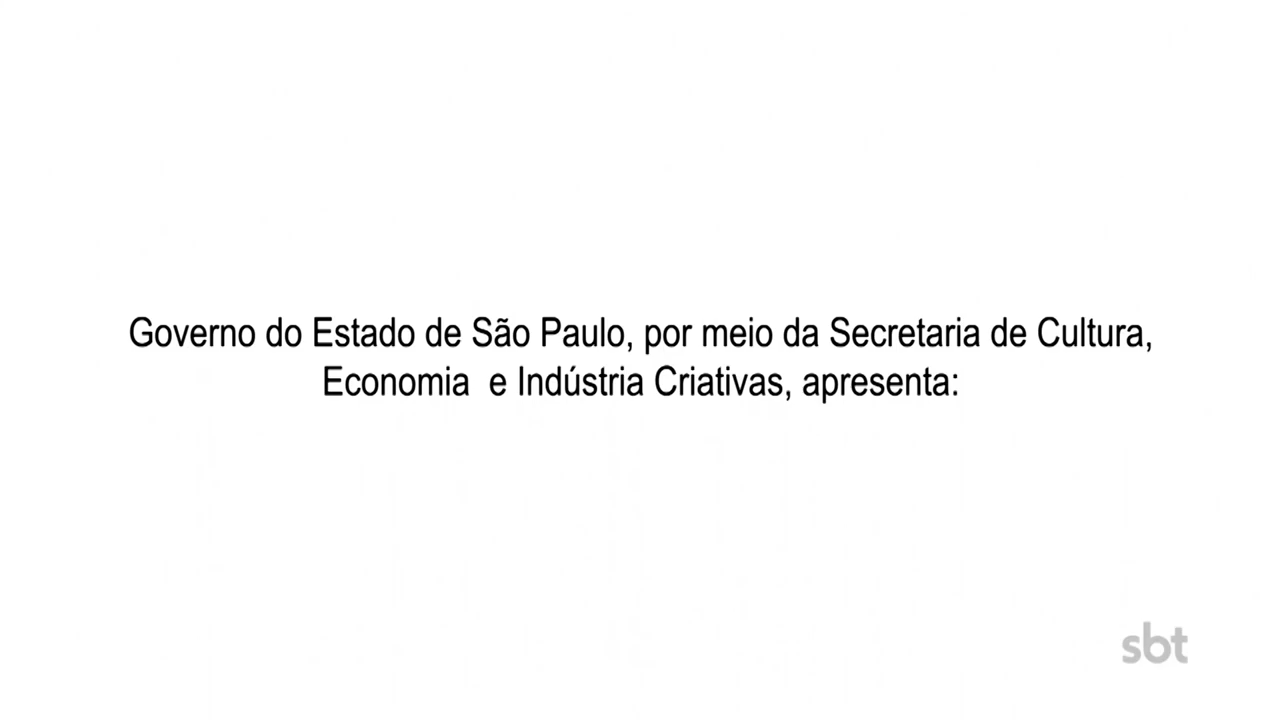 Governo do Estado de São Paulo, por meio da Secretaria de Cultura,
Economia  e Indústria Criativas, apresenta:
sbt